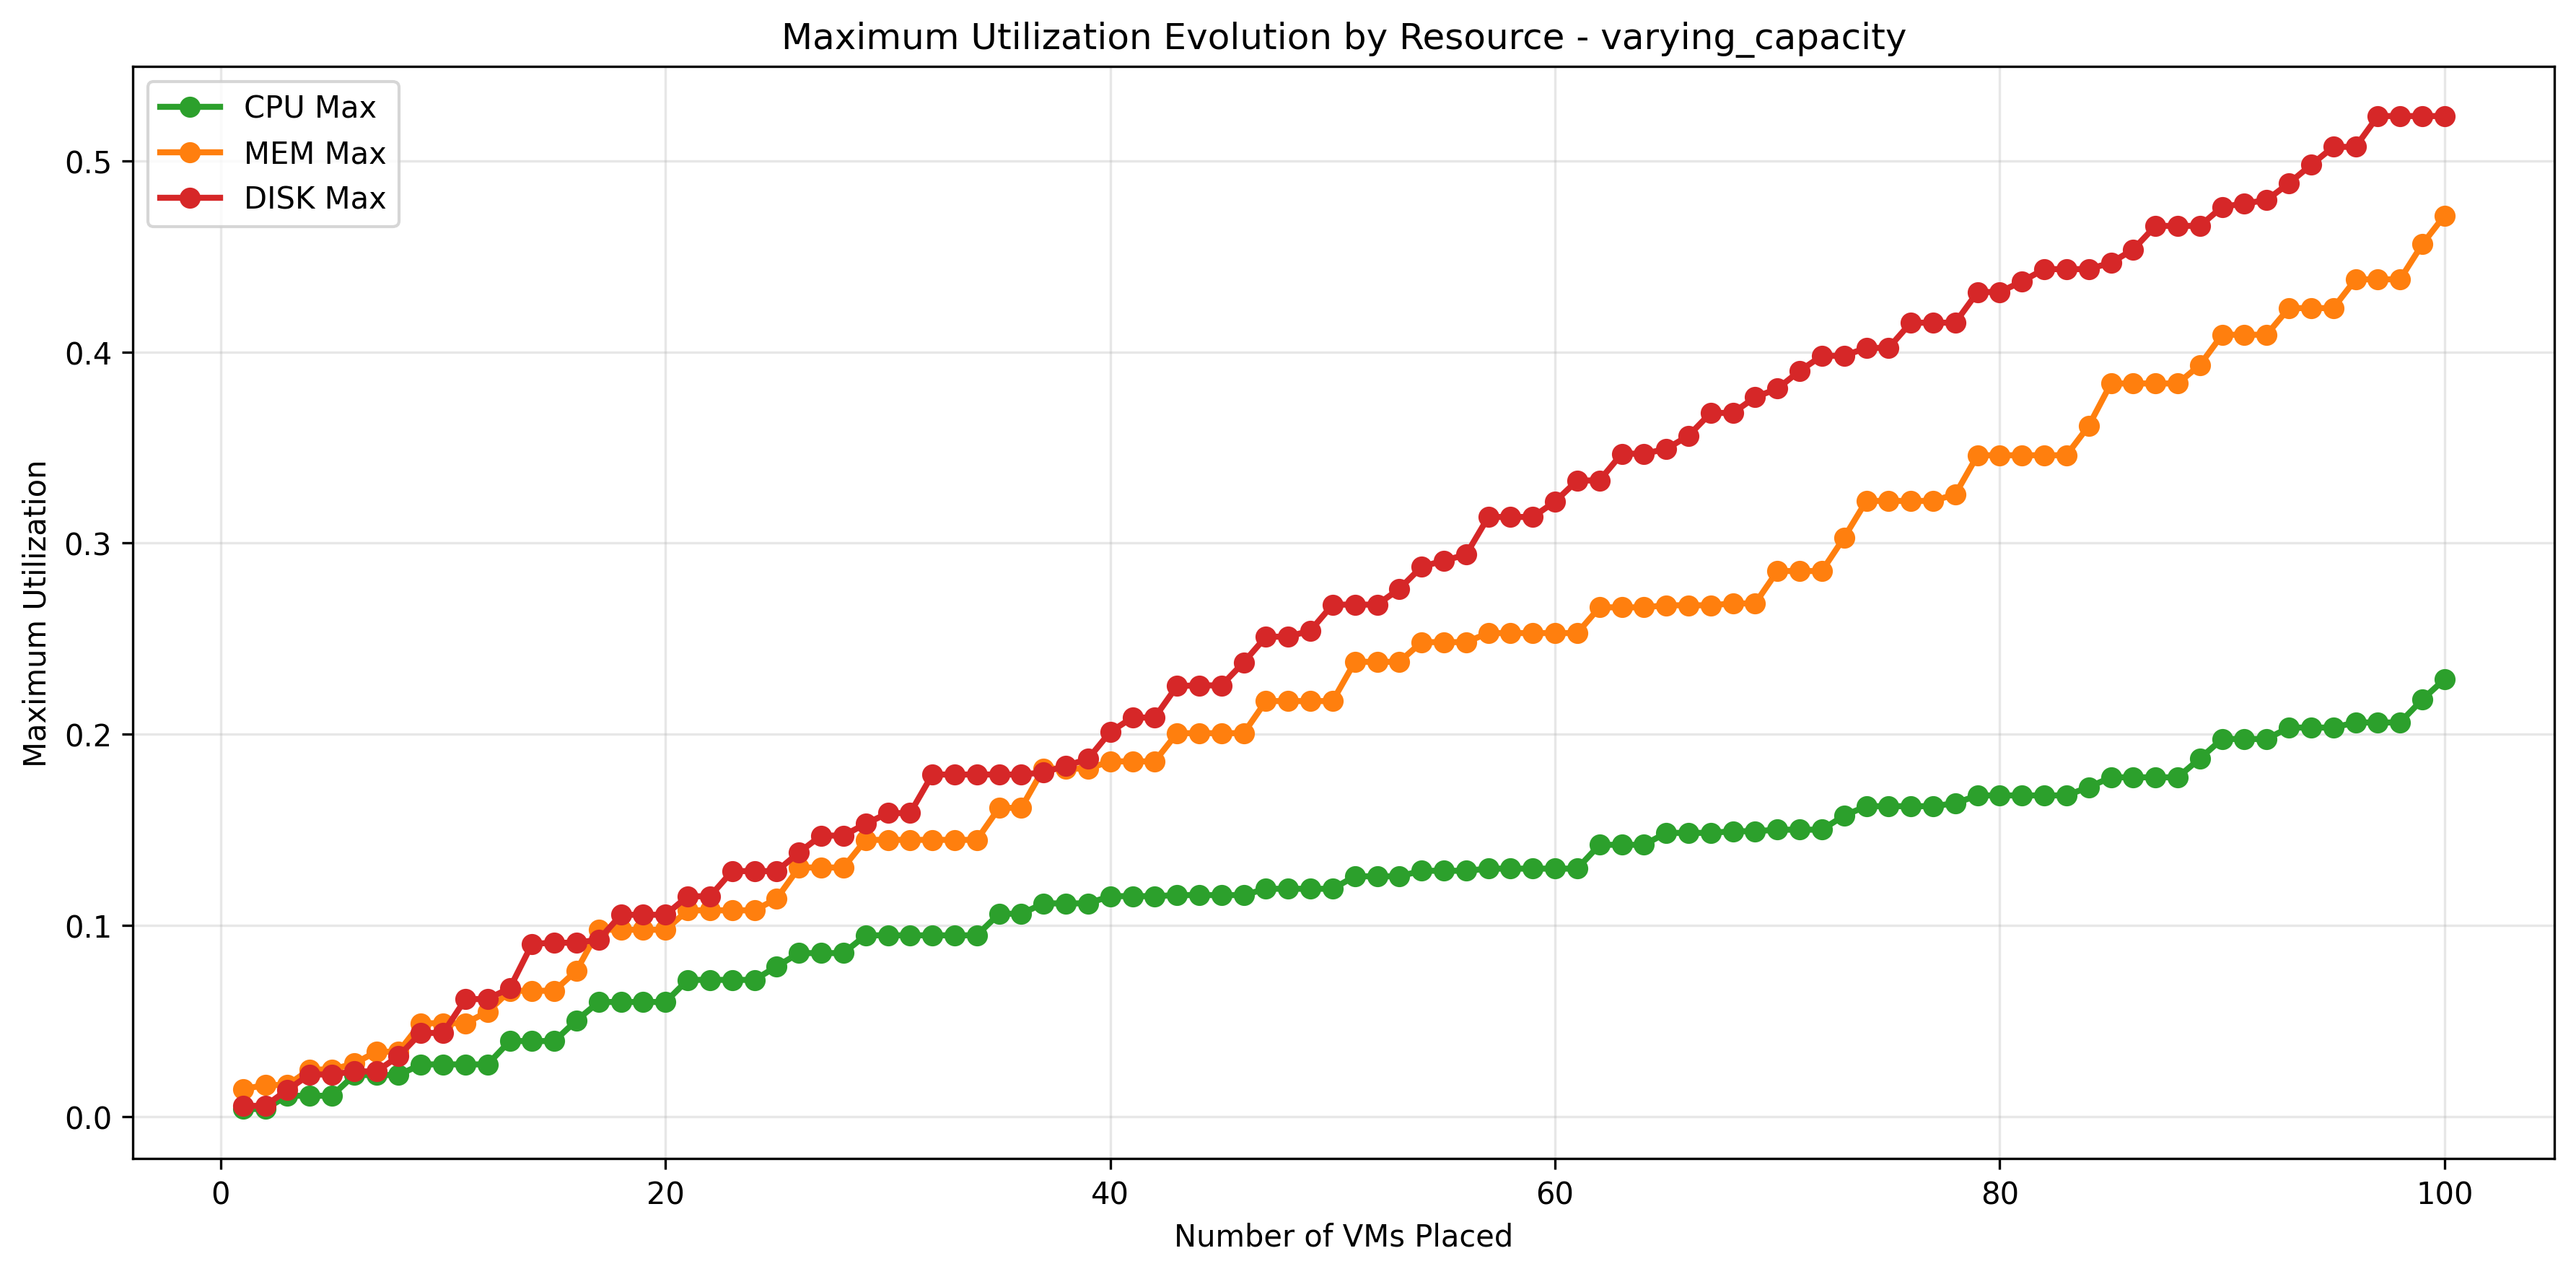 Maximum Utilization Evolution by Resource - varying_capacity
CPU Max
MEM Max
DISK Max
Maximum Utilization
0.5
0.4
0.3
0.2
0.1
0.0
0 20 40 60 80 100
Number of VMs Placed